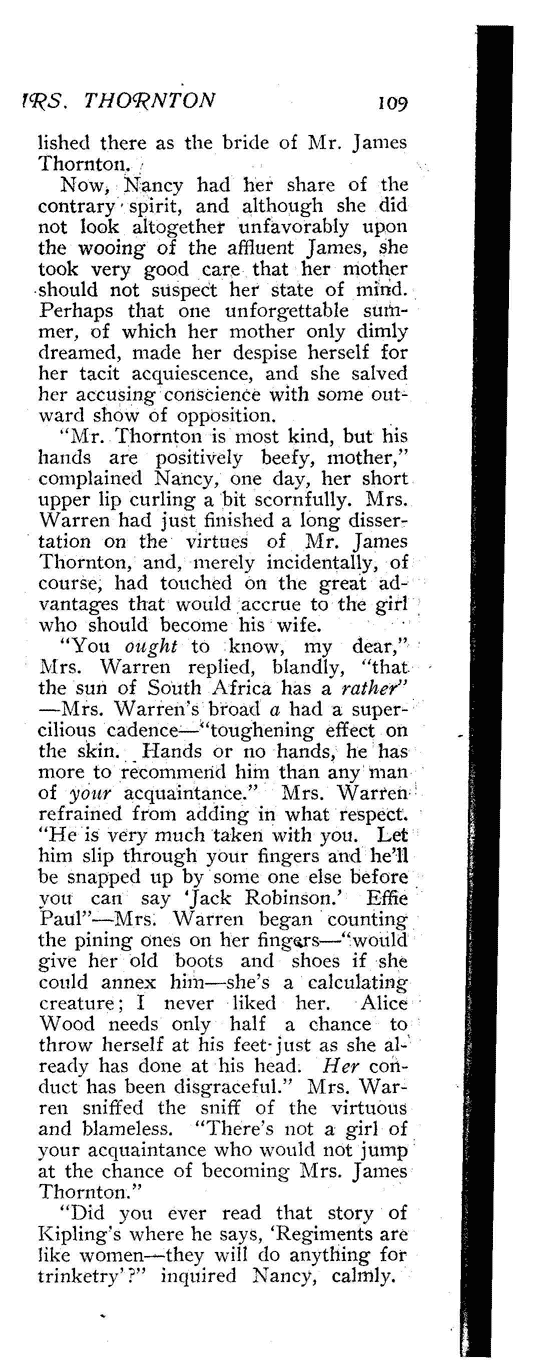 RS. THORNTON 109
lished there as the bride of Mr. James
Thornton.
Now, Nancy had her share of the
contrary spirit, and although she did
not look altogether unfavorably upon
the wooing of the affluent James, she
took very good care that her mother
should not suspect her state of mind.
Perhaps that one unforgettable sum-
mer, of which her mother only dimly
dreamed, made her despise herself for
her tacit acquiescence, and she salved
her accusing conscience with some out-
ward show of opposition.
"Mr. Thornton is most kind, but his
hands are positively beefy, mother,"
complained Nancy, one day, her short
upper lip curling a bit scornfully. Mrs.
Warren had just finished a long disser-
tation on the virtues of Mr. James
Thornton, and, merely incidentally, of
course, had touched on the great ad-
vantages that would accrue to the girl
who should become his wife.
"You ought to know, my dear,"
Mrs. Warren replied, blandly, "that
the sun of South Africa has a rather"
—Mrs. Warren's broad a had a super-
cilious cadence—"toughening effect on
the skin. Hands or no hands, he has
more to recommend him than any man
of your acquaintance." Mrs. Warren
refrained from adding in what respect.
"He is very much taken with you. Let
him slip through your fingers and he'll
be snapped up by some one else before
you can say 'Jack Robinson.' Effie
Paul"—Mrs. Warren began counting
the pining ones on her fingers—"would
give her old boots and shoes if she
could annex him—she's a calculating
creature; I never liked her. Alice
Wood needs only half a chance to
throw herself at his feet just as she al-
ready has done at his head. Her con-
duct has been disgraceful." Mrs. War-
ren sniffed the sniff of the virtuous
and blameless. "There's not a girl of
your acquaintance who would not jump
at the chance of becoming Mrs. James
Thornton."
"Did you ever read that story of
Kipling's where he says, 'Regiments are
like women—they will do anything for
trinketry'?" inquired Nancy, calmly.